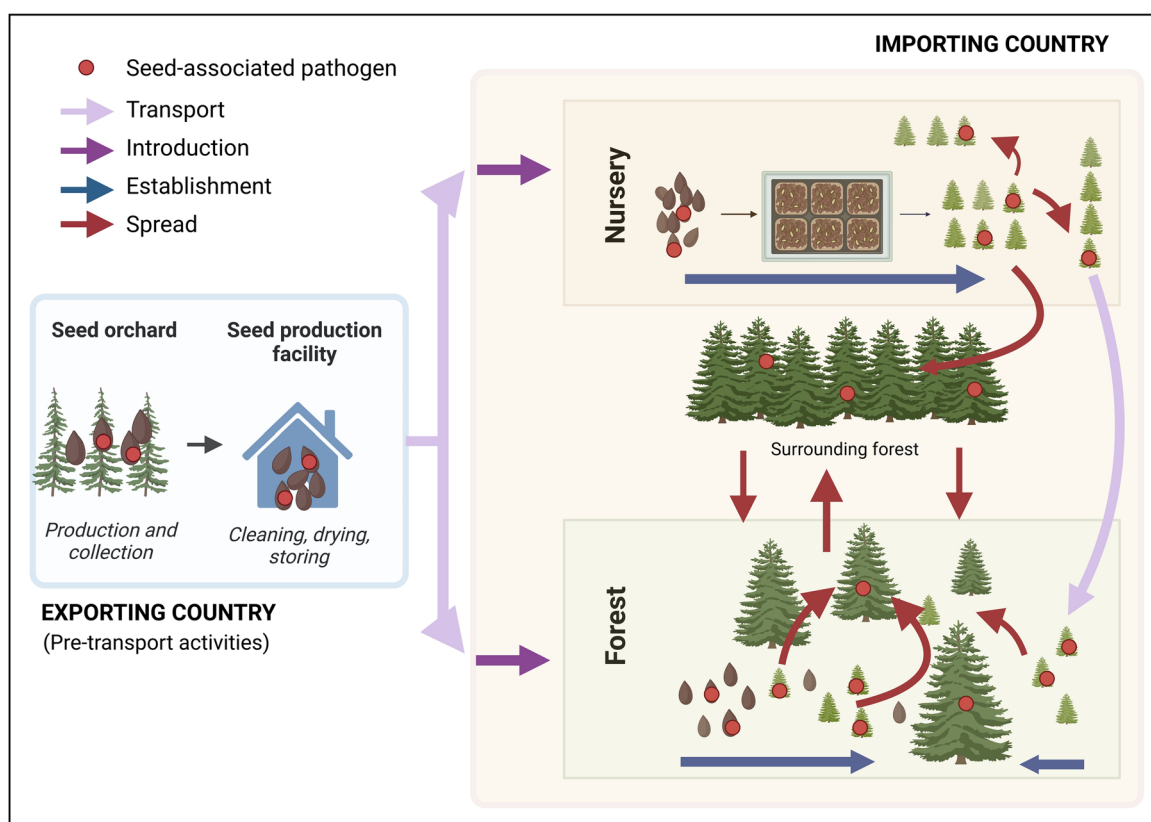 IMPORTING COUNTRY
Seed-associated pathogen
Transport
Introduction
Establishment
Spread
Nursery
Seed orchard
Seed production
facility
Production and
collection
Cleaning, drying,
storing
EXPORTING COUNTRY
(Pre-transport activities)
Surrounding forest
Forest